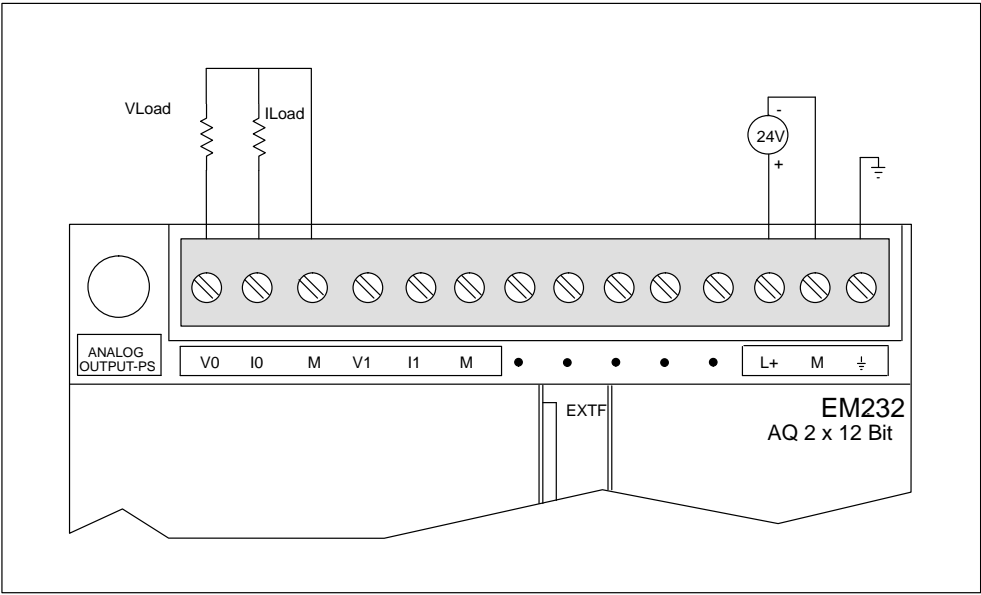 VLoad
ILoad
-
24V
+
ANALOG
OUTPUT-PS
V0 I0 M V1 I1 M • • • • • L+ M
EXTF
EM232
AQ 2 x 12 Bit